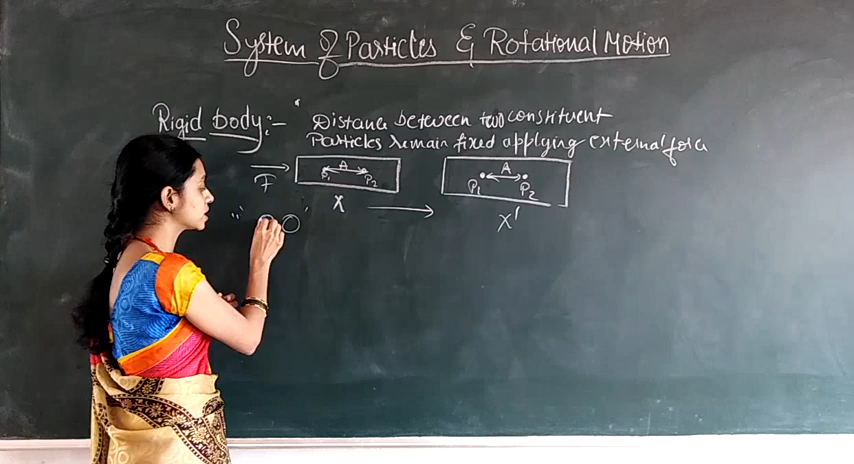 System of Particles & Rotational Motion
Rigid body:- Distance between two constituent
Particles remain fixed applying external force
F A A
P1 P2 P1 P2
X X'